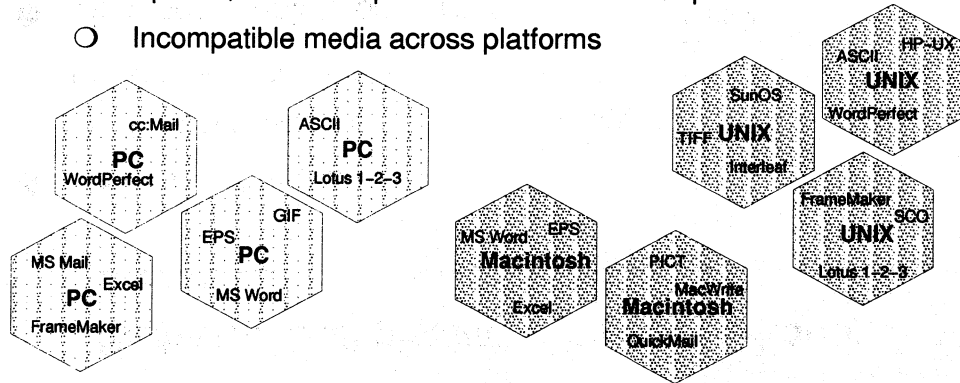 ○ Incompatible media across platforms
cc:Mail
PC
WordPerfect
ASCII
PC
Lotus 1-2-3
MS Mail
Excel
PC
FrameMaker
GIF
EPS
PC
MS Word
MS Word
EPS
Macintosh
Excel
PICT
MacWrite
Macintosh
QuickMail
SunOS
TIFF UNIX
Interleaf
HP-UX
ASCII
UNIX
WordPerfect
FrameMaker
SCO
UNIX
Lotus 1-2-3